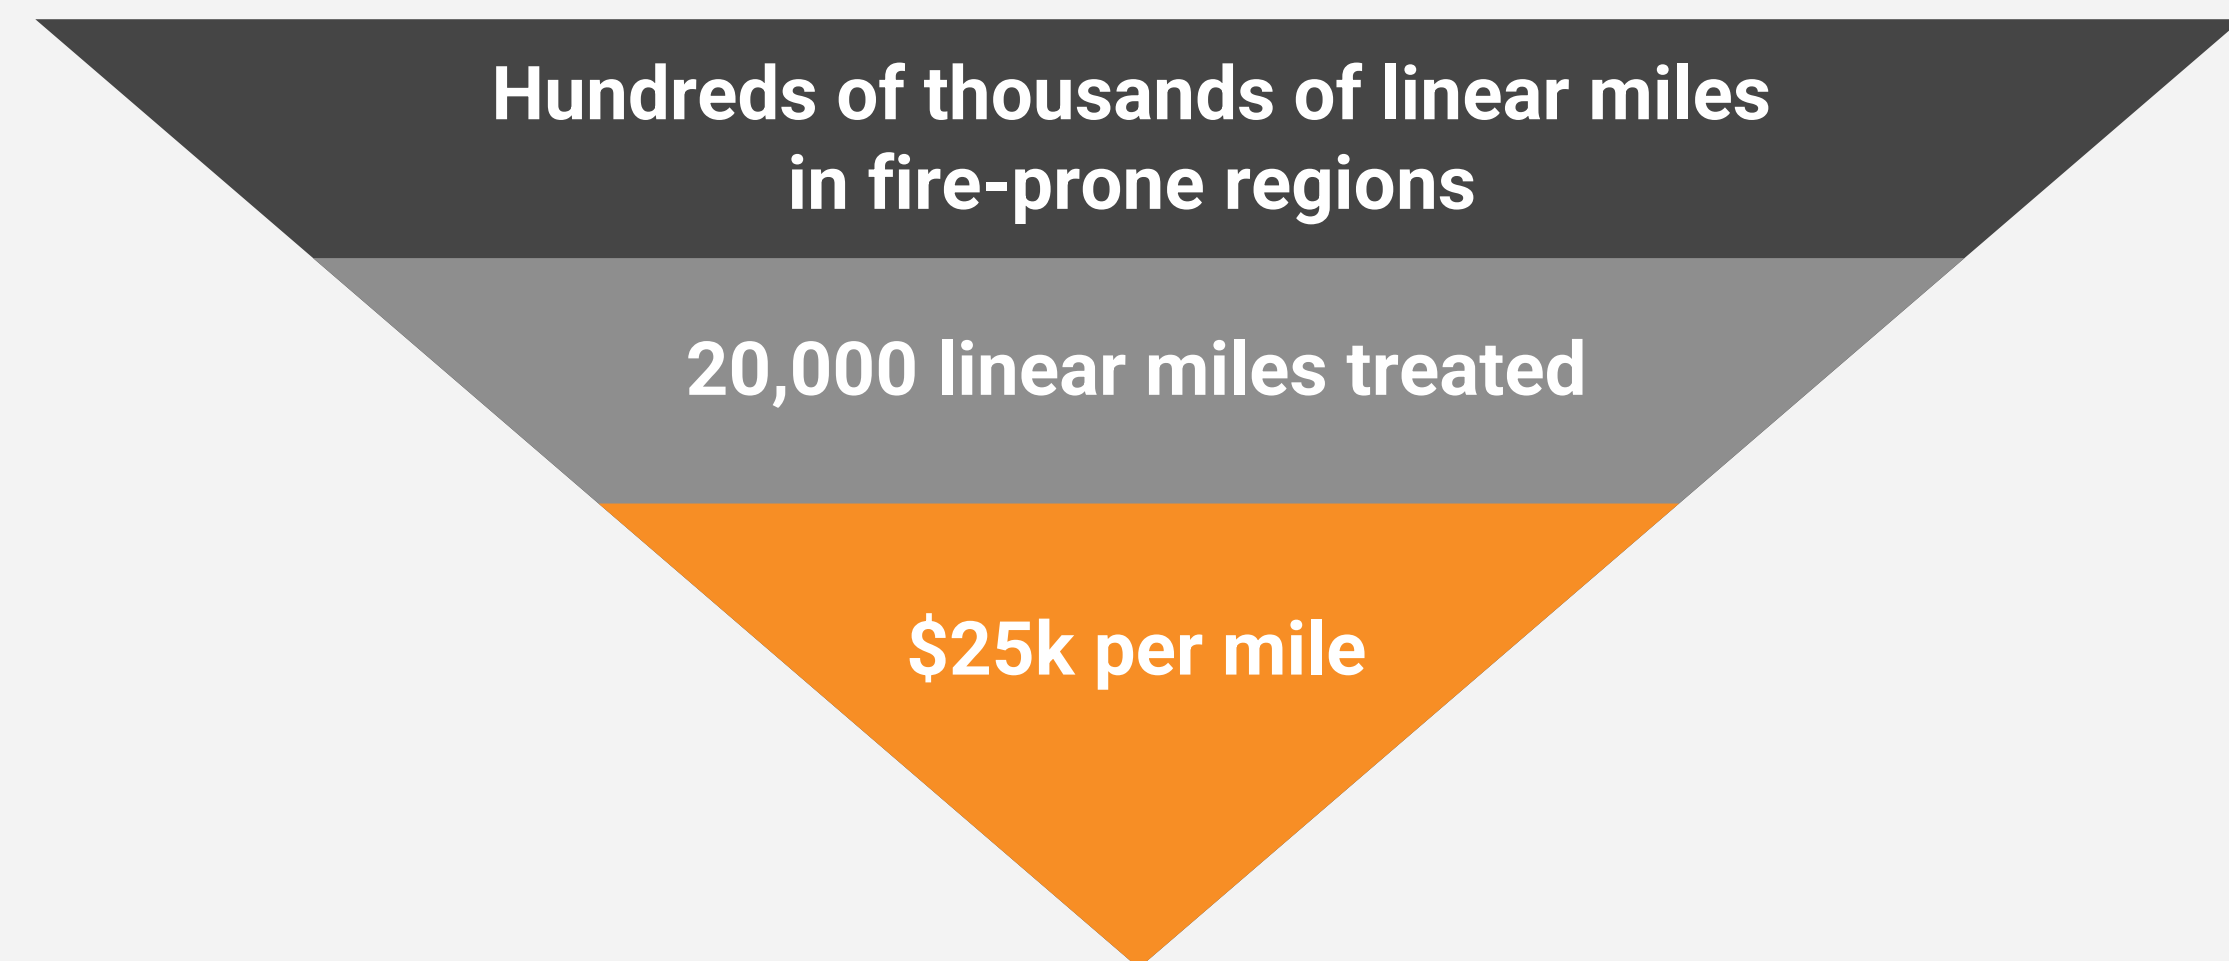 Hundreds of thousands of linear miles
in fire-prone regions
20,000 linear miles treated
$25k per mile